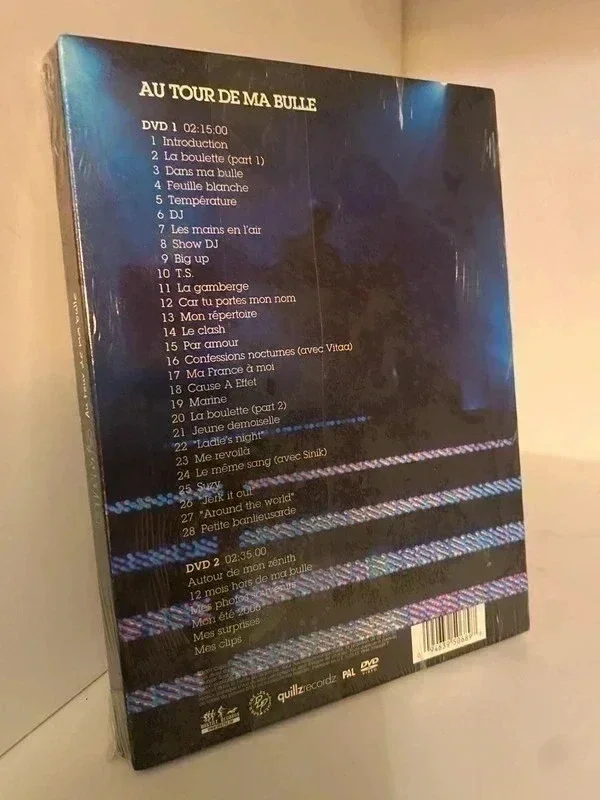 AU TOUR DE MA BULLE
DVD 1 02:15:00
1 Introduction
2 La boulette (part 1)
3 Dans ma bulle
4 Feuille blanche
5 Température
6 DJ
7 Les mains en l'air
8 Show DJ
9 Big up
10 T.S.
11 La gamberge
12 Car tu portes mon nom
13 Mon répertoire
14 Le clash
15 Par amour
16 Confessions nocturnes (avec Vitaa)
17 Ma France à moi
18 Cause A Effet
19 Marine
20 La boulette (part 2)
21 Jeune demoiselle
22 "Ladie's night"
23 Me revoilà
24 Le même sang (avec Sinik)
25 Suzy
26 "Jerk it out"
27 "Around the world"
28 Petite banlieusarde
DVD 2 02:35:00
Autour de mon zénith
12 mois hors de ma bulle
Mes photos
Mon été 2006
Mes surprises
Mes clips
quillzrecordz PAL DVD
VIDEO
AU TOUR DE MA BULLE